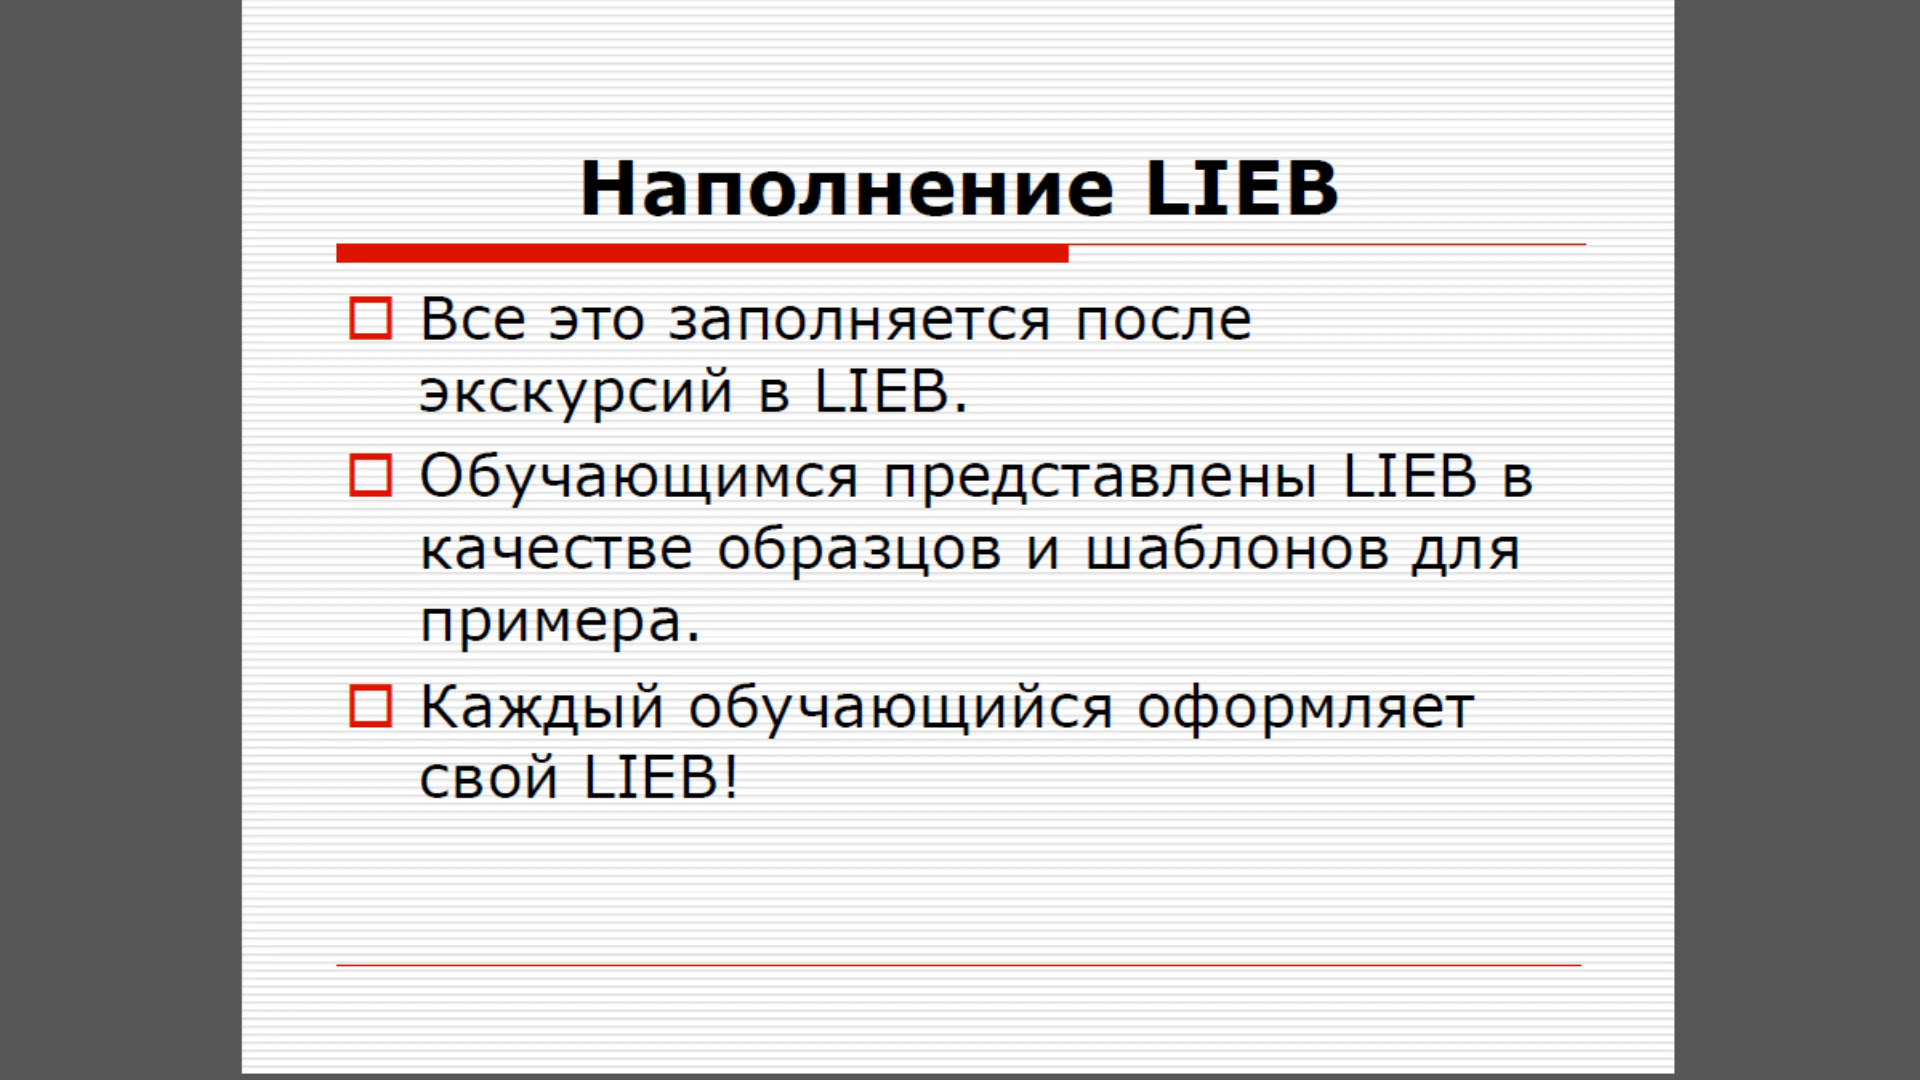 Наполнение LIEB
Все это заполняется после
экскурсий в LIEB.
Обучающимся представлены LIEB в
качестве образцов и шаблонов для
примера.
Каждый обучающийся оформляет
свой LIEB!